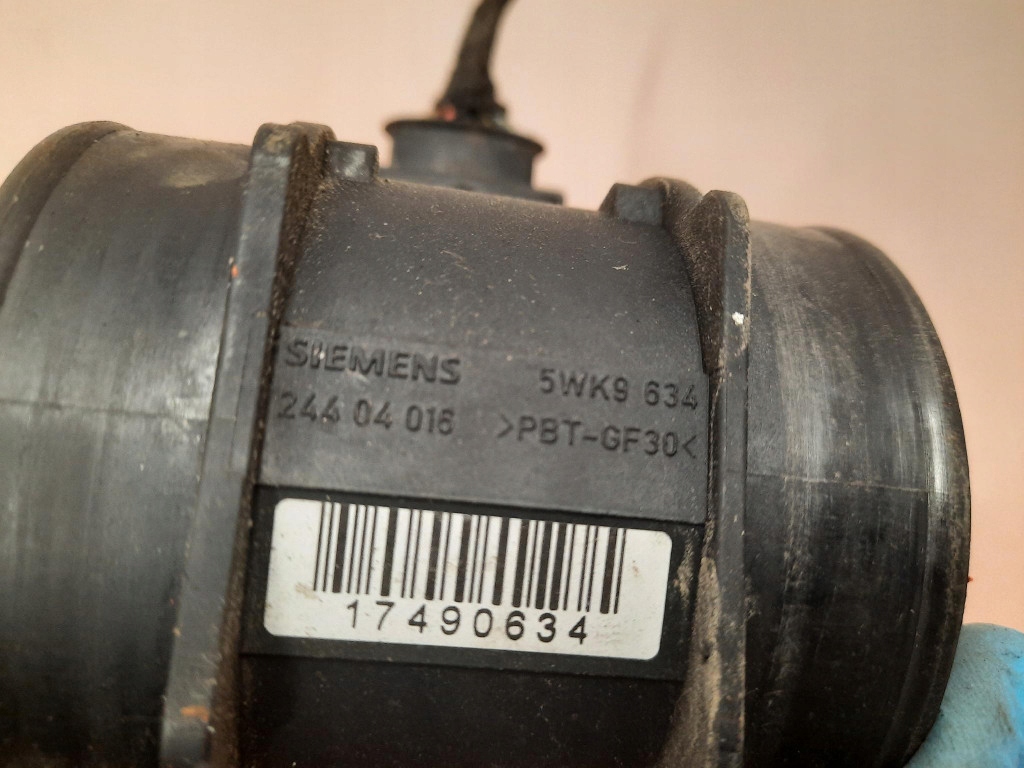 SIEMENS 5WK9 634
244 04 016 >PBT-GF30<
17490634